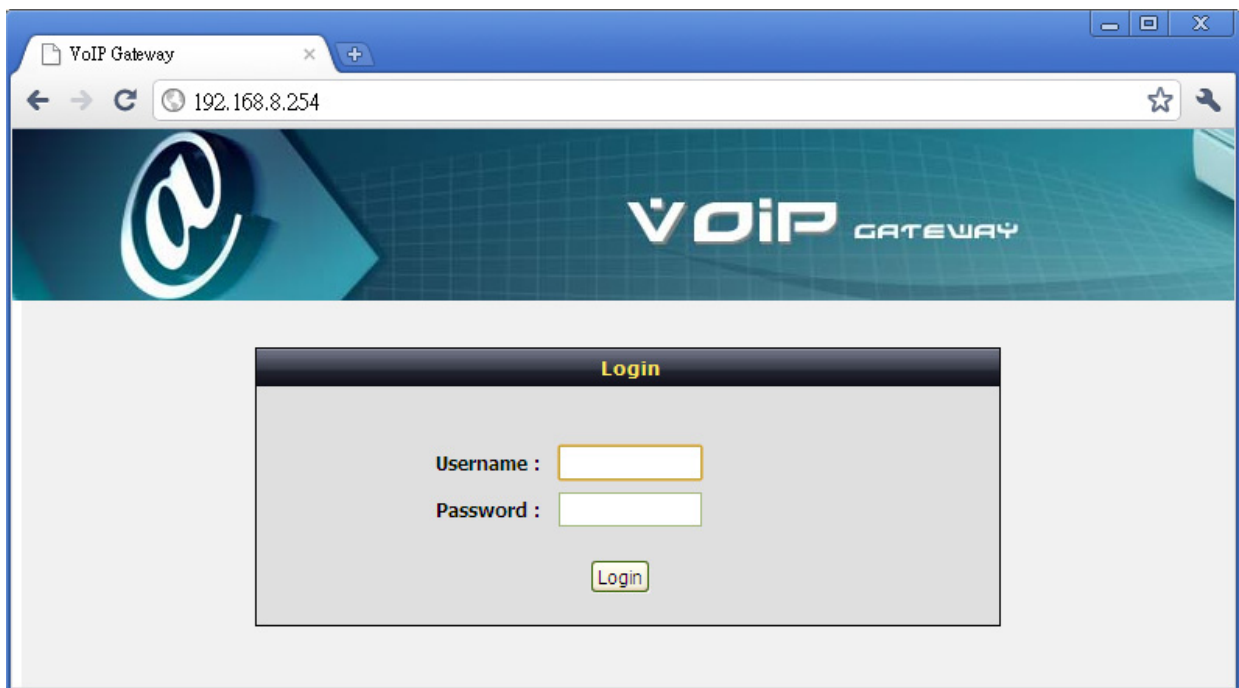 VoIP Gateway
192.168.8.254
@
VOIP GATEWAY
Login
Username :
Password :
Login